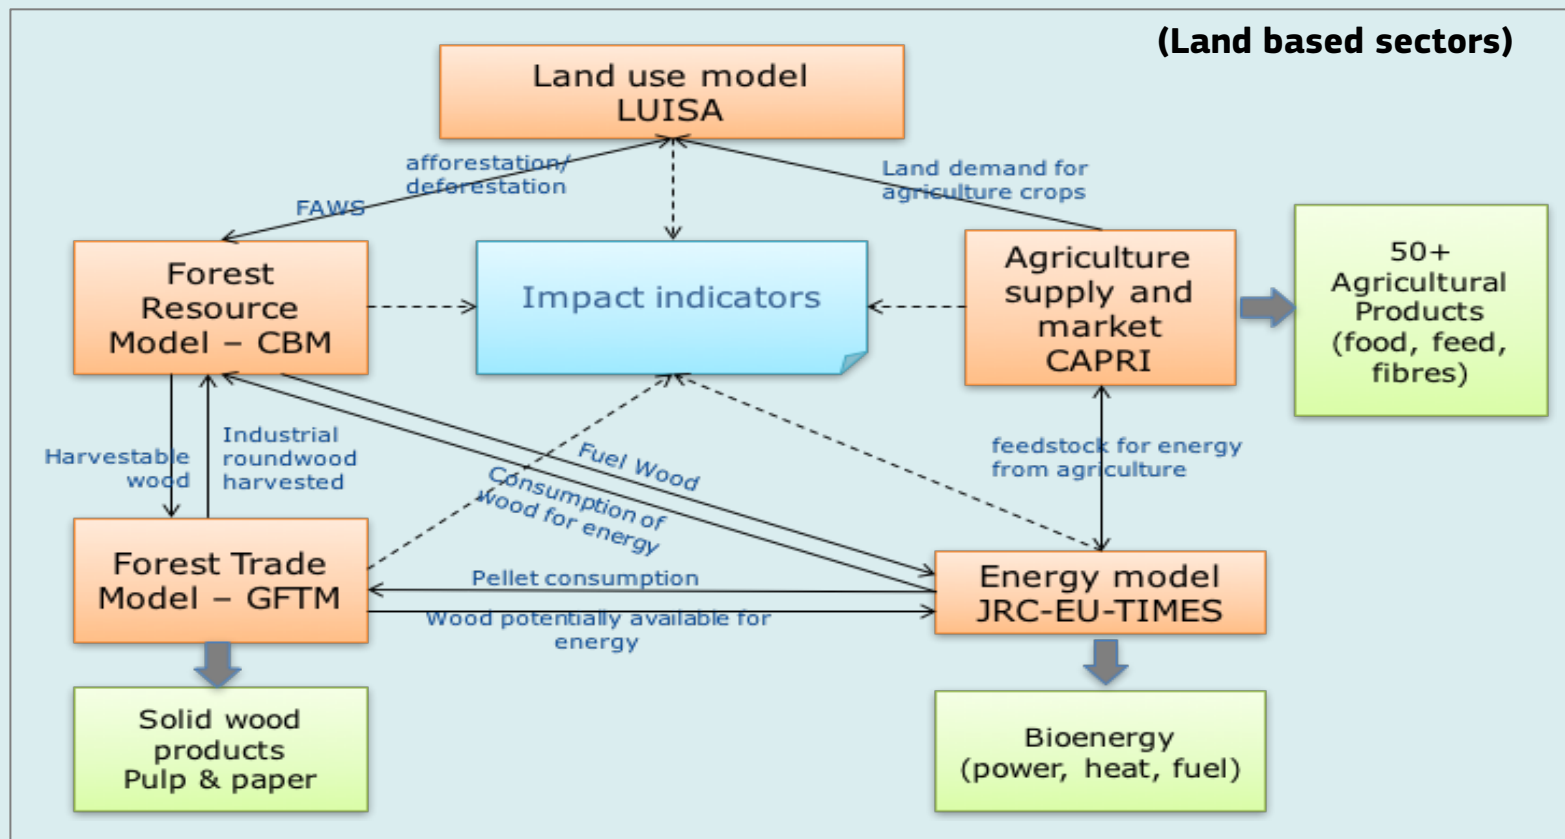 (Land based sectors)
Land use model
LUISA
afforestation/
deforestation
FAWS
Land demand for
agriculture crops
Forest
Resource
Model – CBM
Impact indicators
Agriculture
supply and
market
CAPRI
50+
Agricultural
Products
(food, feed,
fibres)
Harvestable
wood
Industrial
roundwood
harvested
Fuel Wood
Consumption of
wood for energy
feedstock for energy
from agriculture
Forest Trade
Model – GFTM
Pellet consumption
Wood potentially available for
energy
Energy model
JRC-EU-TIMES
Solid wood
products
Pulp & paper
Bioenergy
(power, heat, fuel)